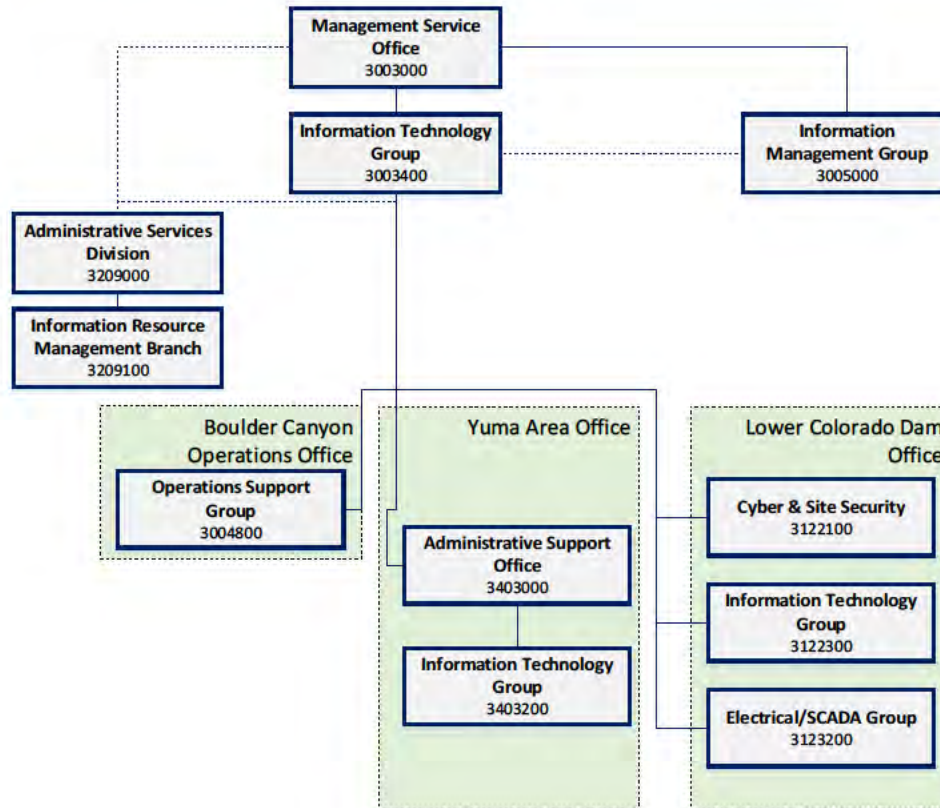 Management Service
Office
3003000
Information Technology
Group
3003400
Information
Management Group
3005000
Administrative Services
Division
3209000
Information Resource
Management Branch
3209100
Boulder Canyon
Operations Office
Operations Support
Group
3004800
Yuma Area Office
Administrative Support
Office
3403000
Information Technology
Group
3403200
Lower Colorado Dam
Office
Cyber & Site Security
3122100
Information Technology
Group
3122300
Electrical/SCADA Group
3123200